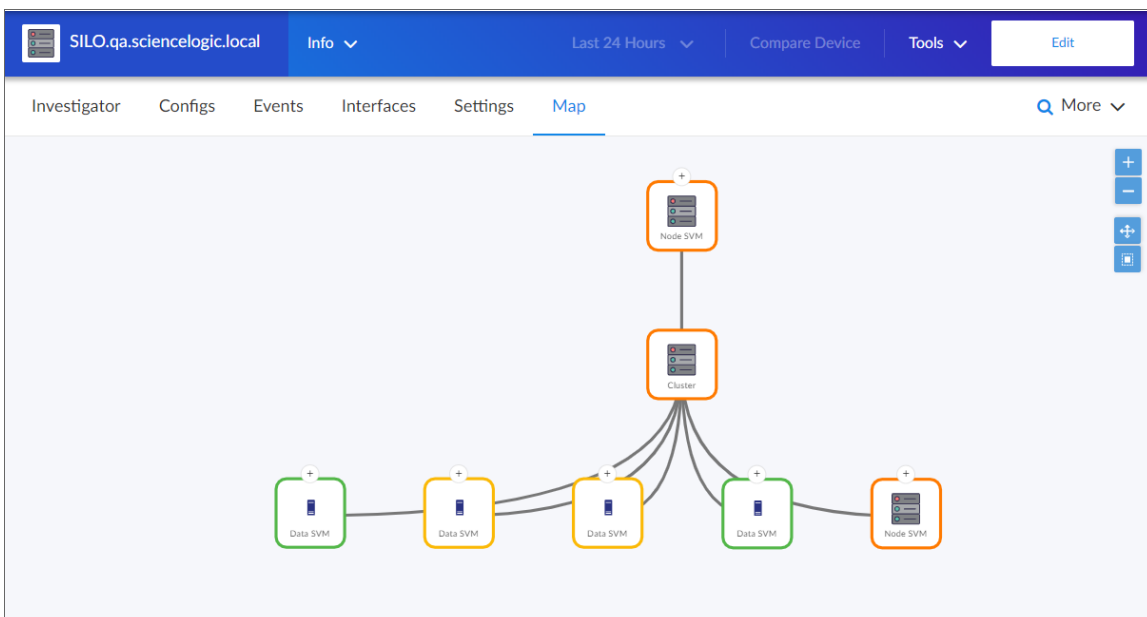 SILO.qa.sciencelogic.local Info Last 24 Hours Compare Device Tools Edit
Investigator Configs Events Interfaces Settings Map More
+
−
+
Node SVM
Cluster
+ + + + +
Data SVM Data SVM Data SVM Data SVM Node SVM